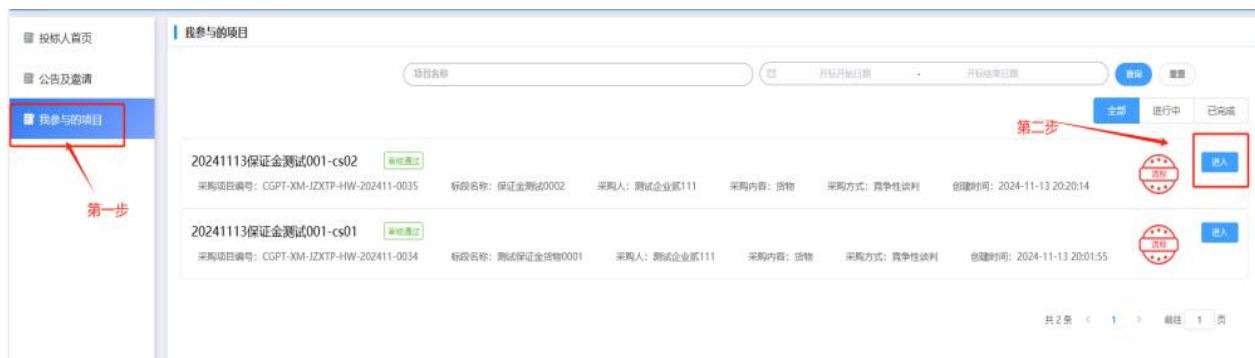 投标人首页
公告及邀请
我参与的项目
第一步
我参与的项目
项目名称 开标开始日期 - 开标结束日期 查询 重置
全部 进行中 已完成
第二步
20241113保证金测试001-cs02 审核通过
流标 进入
采购项目编号：CGPT-XM-JZXTP-HW-202411-0035 标段名称：保证金测试0002 采购人：测试企业贰111 采购内容：货物 采购方式：竞争性谈判 创建时间：2024-11-13 20:20:14
20241113保证金测试001-cs01 审核通过
流标 进入
采购项目编号：CGPT-XM-JZXTP-HW-202411-0034 标段名称：测试保证金货物0001 采购人：测试企业贰111 采购内容：货物 采购方式：竞争性谈判 创建时间：2024-11-13 20:01:55
共 2 条 < 1 > 前往 1 页